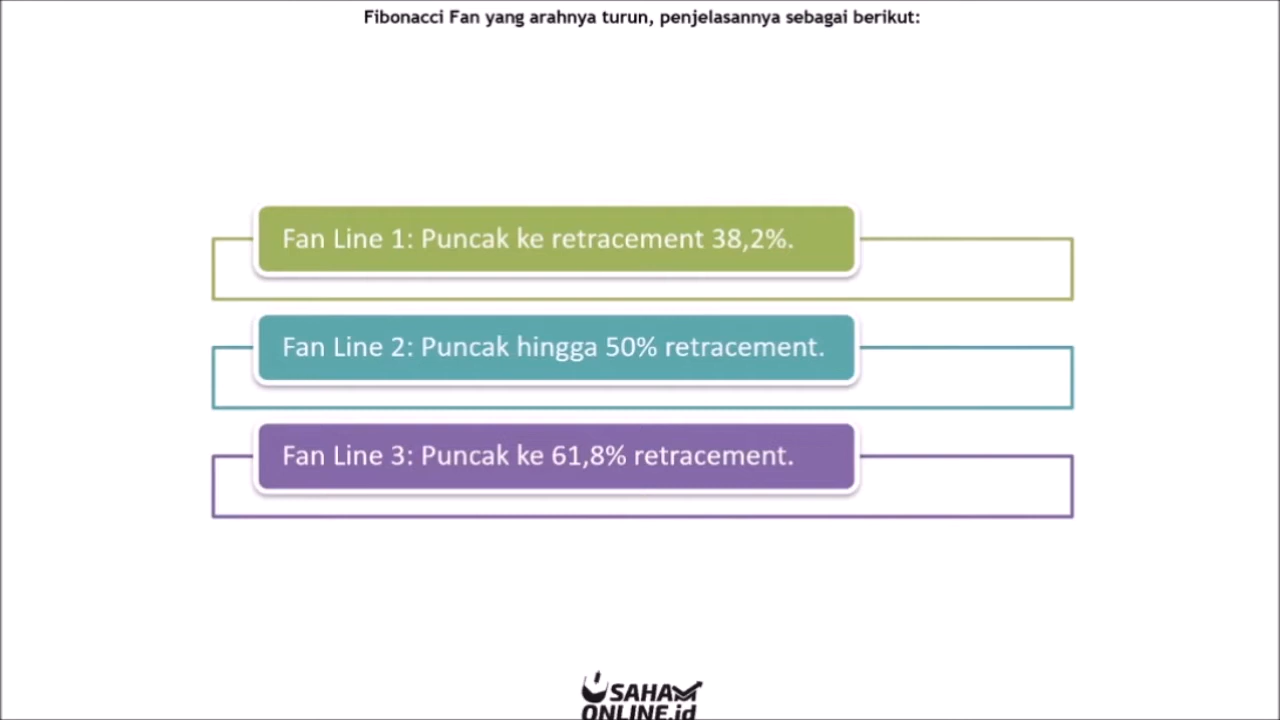 Fibonacci Fan yang arahnya turun, penjelasannya sebagai berikut:
Fan Line 1: Puncak ke retracement 38,2%.
Fan Line 2: Puncak hingga 50% retracement.
Fan Line 3: Puncak ke 61,8% retracement.
SAHAM
ONLINE.id